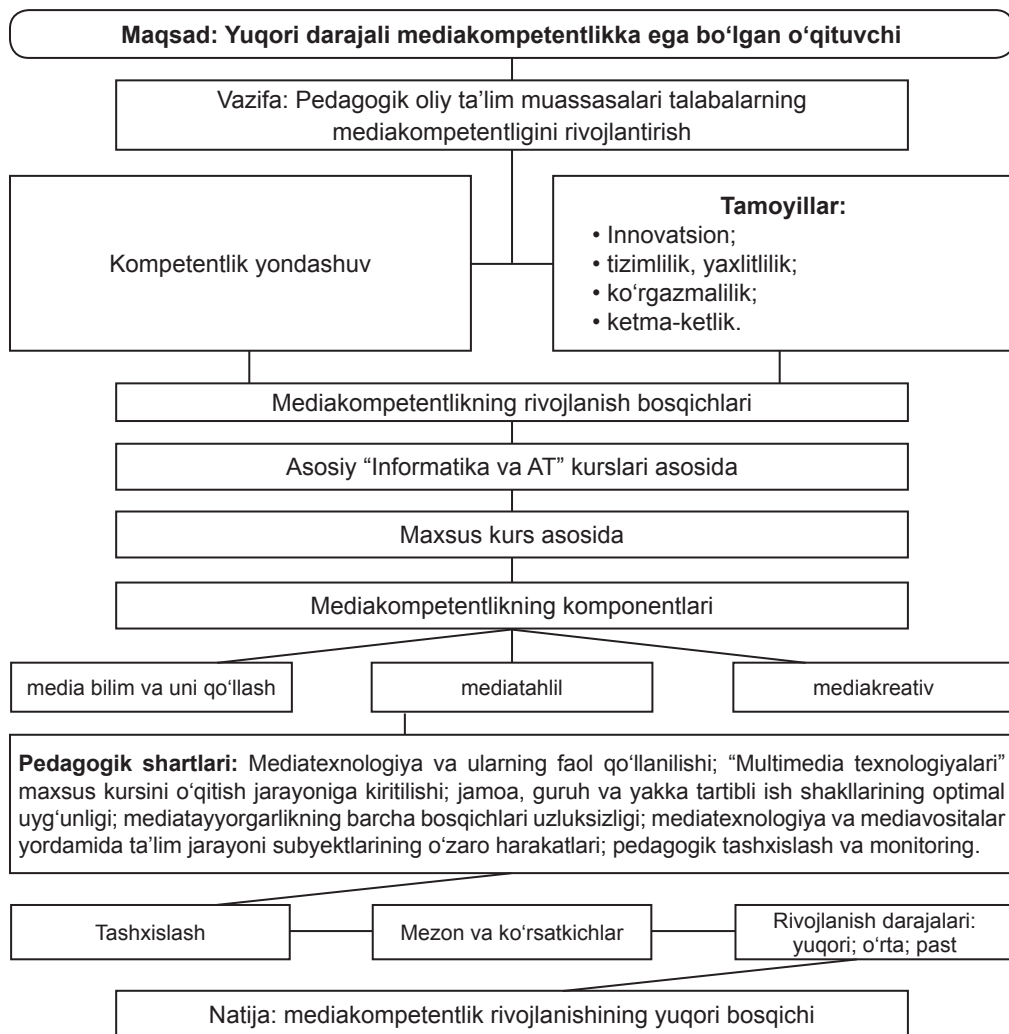 Maqsad: Yuqori darajali mediakompetentlikka ega bo‘lgan o‘qituvchi
Vazifa: Pedagogik oliy ta’lim muassasalari talabalarning
mediakompetentligini rivojlantirish
Kompetentlik yondashuv
Tamoyillar:
• Innovatsion;
• tizimlilik, yaxlitlilik;
• ko‘rgazmalilik;
• ketma-ketlik.
Mediakompetentlikning rivojlanish bosqichlari
Asosiy “Informatika va AT” kurslari asosida
Maxsus kurs asosida
Mediakompetentlikning komponentlari
media bilim va uni qo‘llash
mediatahlil
mediakreativ
Pedagogik shartlari: Mediatexnologiya va ularning faol qo‘llanilishi; “Multimedia texnologiyalari”
maxsus kursini o‘qitish jarayoniga kiritilishi; jamoa, guruh va yakka tartibli ish shakllarining optimal
uyg‘unligi; mediatayyorgarlikning barcha bosqichlari uzluksizligi; mediatexnologiya va mediavositalar
yordamida ta’lim jarayoni subyektlarining o‘zaro harakatlari; pedagogik tashxislash va monitoring.
Tashxislash
Mezon va ko‘rsatkichlar
Rivojlanish darajalari:
yuqori; o‘rta; past
Natija: mediakompetentlik rivojlanishining yuqori bosqichi